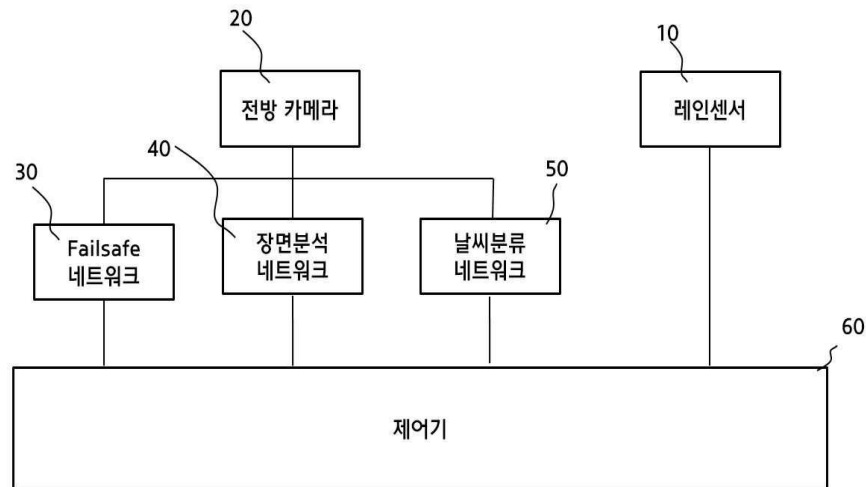 20
전방 카메라
10
레인센서
30
Failsafe
네트워크
40
장면분석
네트워크
50
날씨분류
네트워크
60
제어기